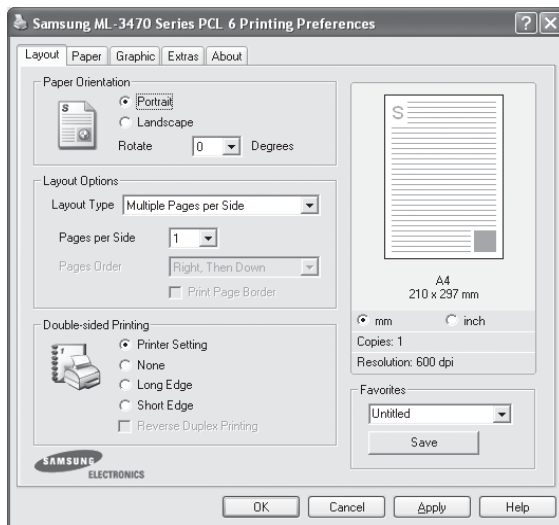 Samsung ML-3470 Series PCL 6 Printing Preferences
Layout Paper Graphic Extras About
Paper Orientation
S
Portrait
Landscape
Rotate 0 Degrees
Layout Options
Layout Type Multiple Pages per Side
Pages per Side 1
Pages Order Right, Then Down
Print Page Border
Double-sided Printing
Printer Setting
None
Long Edge
Short Edge
Reverse Duplex Printing
SAMSUNG
ELECTRONICS
S
A4
210 x 297 mm
mm inch
Copies: 1
Resolution: 600 dpi
Favorites
Untitled
Save
OK Cancel Apply Help